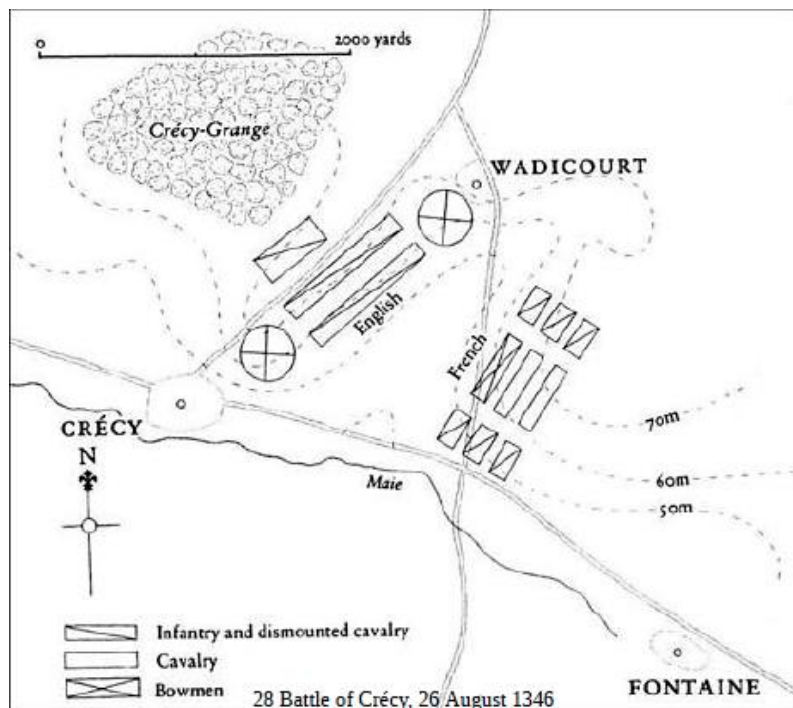 0 2000 yards
Crécy-Grange
WADICOURT
English
French
CRÉCY
N
Maie
70m
60m
50m
Infantry and dismounted cavalry
Cavalry
Bowmen
FONTAINE
28 Battle of Crécy, 26 August 1346